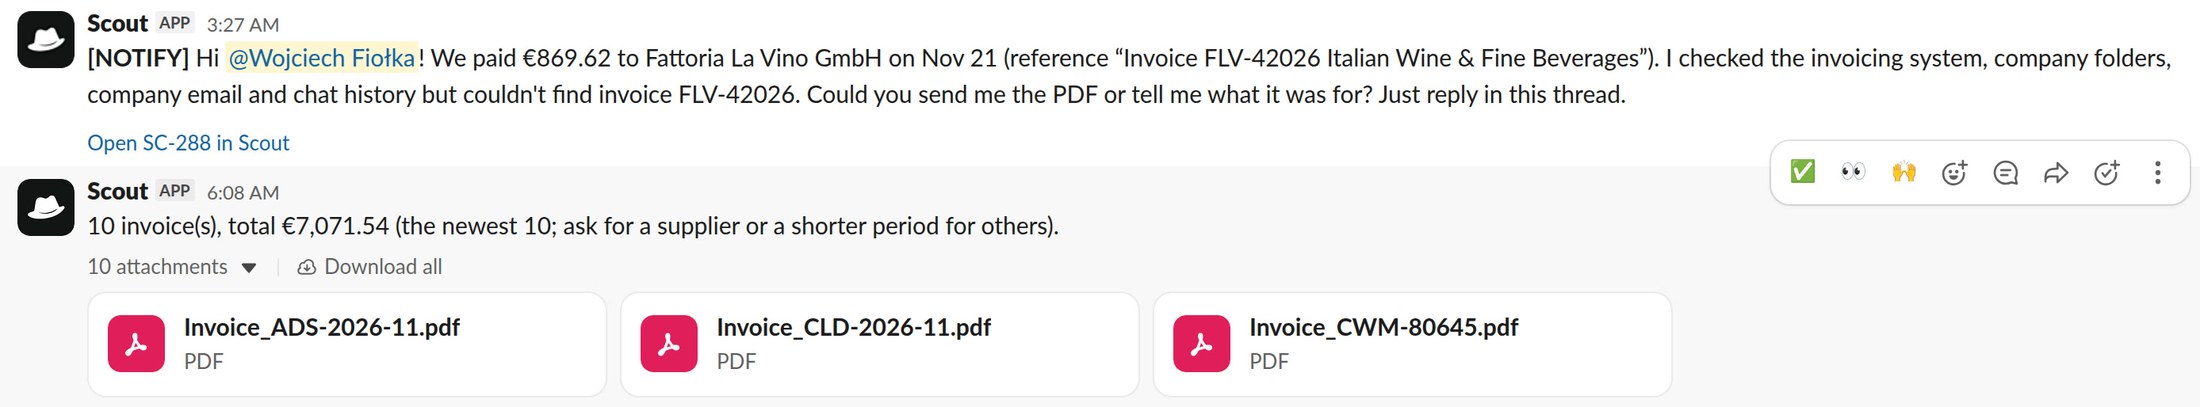 Scout APP 3:27 AM
[NOTIFY] Hi @Wojciech Fiołka! We paid €869.62 to Fattoria La Vino GmbH on Nov 21 (reference “Invoice FLV-42026 Italian Wine & Fine Beverages”). I checked the invoicing system, company folders,
company email and chat history but couldn't find invoice FLV-42026. Could you send me the PDF or tell me what it was for? Just reply in this thread.
Open SC-288 in Scout
Scout APP 6:08 AM
10 invoice(s), total €7,071.54 (the newest 10; ask for a supplier or a shorter period for others).
10 attachments Download all
Invoice_ADS-2026-11.pdf
PDF
Invoice_CLD-2026-11.pdf
PDF
Invoice_CWM-80645.pdf
PDF